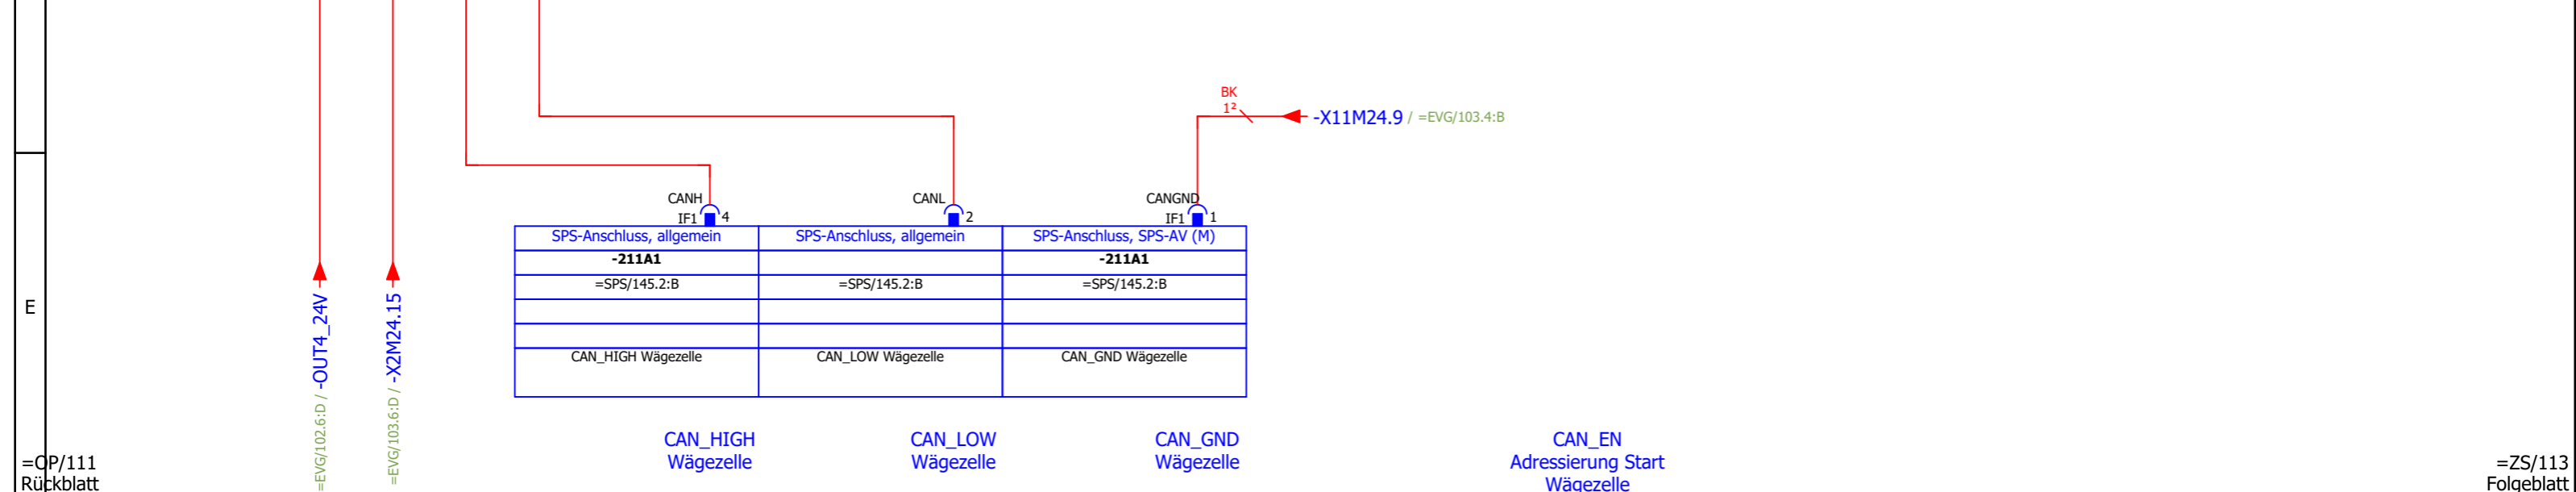 BK
1²
-X11M24.9 / =EVG/103.4:B
CANH
IF1 4
CANL
2
CANGND
IF1 1
SPS-Anschluss, allgemein
SPS-Anschluss, allgemein
SPS-Anschluss, SPS-AV (M)
-211A1
-211A1
=SPS/145.2:B
=SPS/145.2:B
=SPS/145.2:B
CAN_HIGH Wägezelle
CAN_LOW Wägezelle
CAN_GND Wägezelle
E
=EVG/102.6:D / -OUT4_24V
=EVG/103.6:D / -X2M24.15
CAN_HIGH
Wägezelle
CAN_LOW
Wägezelle
CAN_GND
Wägezelle
CAN_EN
Adressierung Start
Wägezelle
=OP/111
Rückblatt
=ZS/113
Folgeblatt